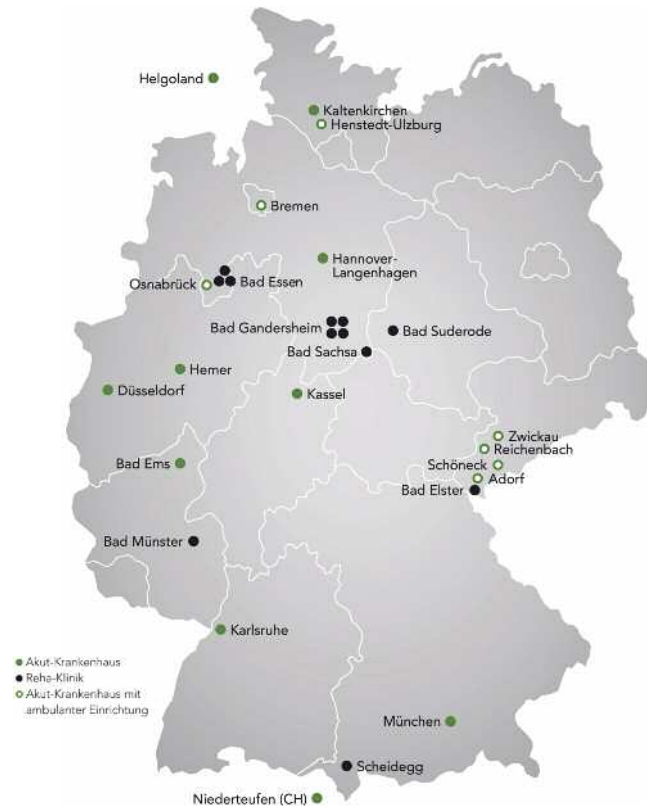 Helgoland
Kaltenkirchen
Henstedt-Ulzburg
Bremen
Hannover-
Langenhagen
Osnabrück
Bad Essen
Bad Gandersheim
Bad Suderode
Bad Sachsa
Hemer
Düsseldorf
Kassel
Zwickau
Reichenbach
Schöneck
Adorf
Bad Ems
Bad Elster
Bad Münster
Karlsruhe
Akut-Krankenhaus
Reha-Klinik
Akut-Krankenhaus mit
ambulanter Einrichtung
München
Scheidegg
Niederteufen (CH)